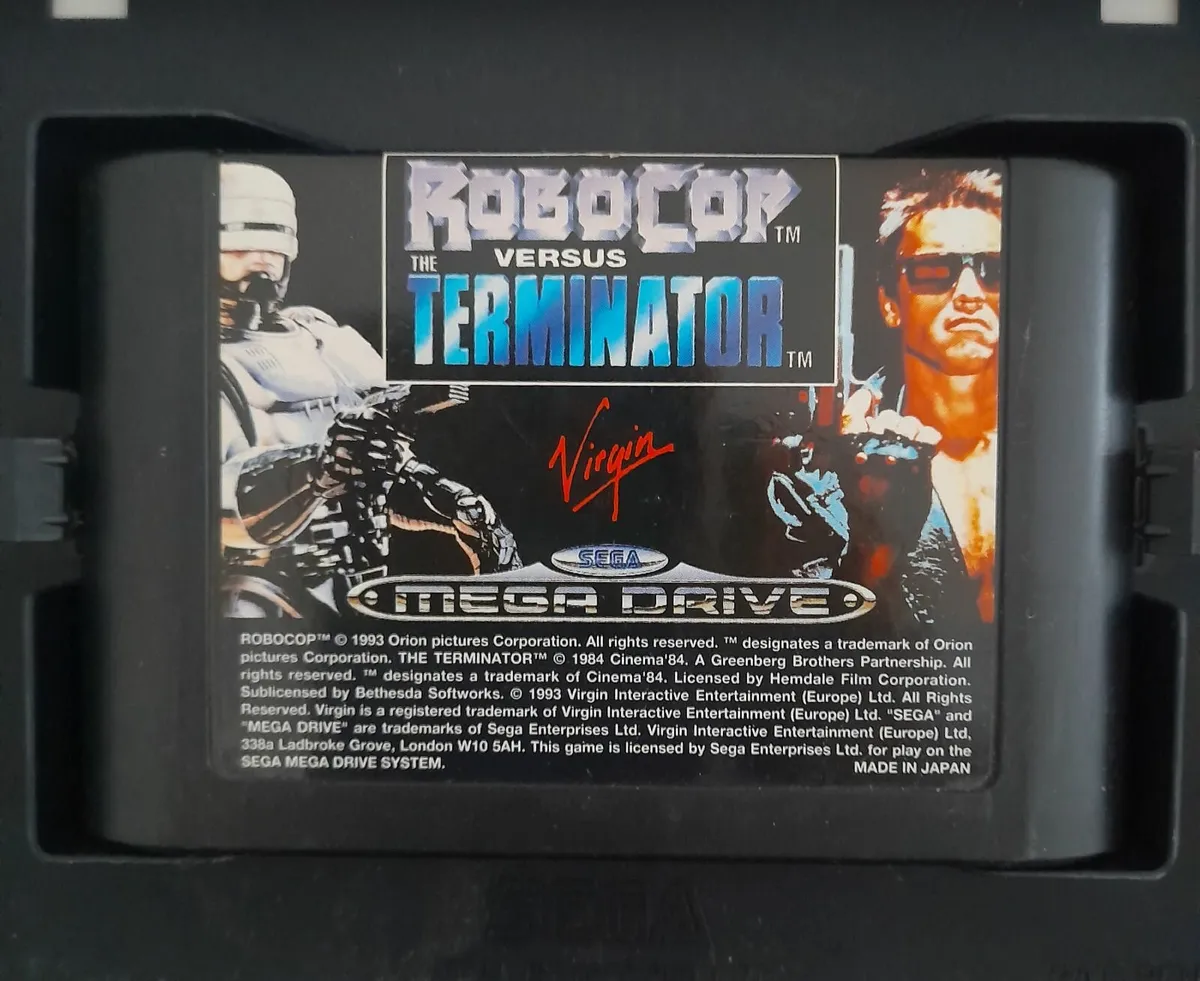 ROBOCOP TM
VERSUS
THE
TERMINATOR TM
Virgin
SEGA
MEGA DRIVE
ROBOCOP™ © 1993 Orion pictures Corporation. All rights reserved. ™ designates a trademark of Orion
pictures Corporation. THE TERMINATOR™ © 1984 Cinema'84. A Greenberg Brothers Partnership. All
rights reserved. ™ designates a trademark of Cinema'84. Licensed by Hemdale Film Corporation.
Sublicensed by Bethesda Softworks. © 1993 Virgin Interactive Entertainment (Europe) Ltd. All Rights
Reserved. Virgin is a registered trademark of Virgin Interactive Entertainment (Europe) Ltd. "SEGA" and
"MEGA DRIVE" are trademarks of Sega Enterprises Ltd. Virgin Interactive Entertainment (Europe) Ltd,
338a Ladbroke Grove, London W10 5AH. This game is licensed by Sega Enterprises Ltd. for play on the
SEGA MEGA DRIVE SYSTEM. MADE IN JAPAN
SEGA